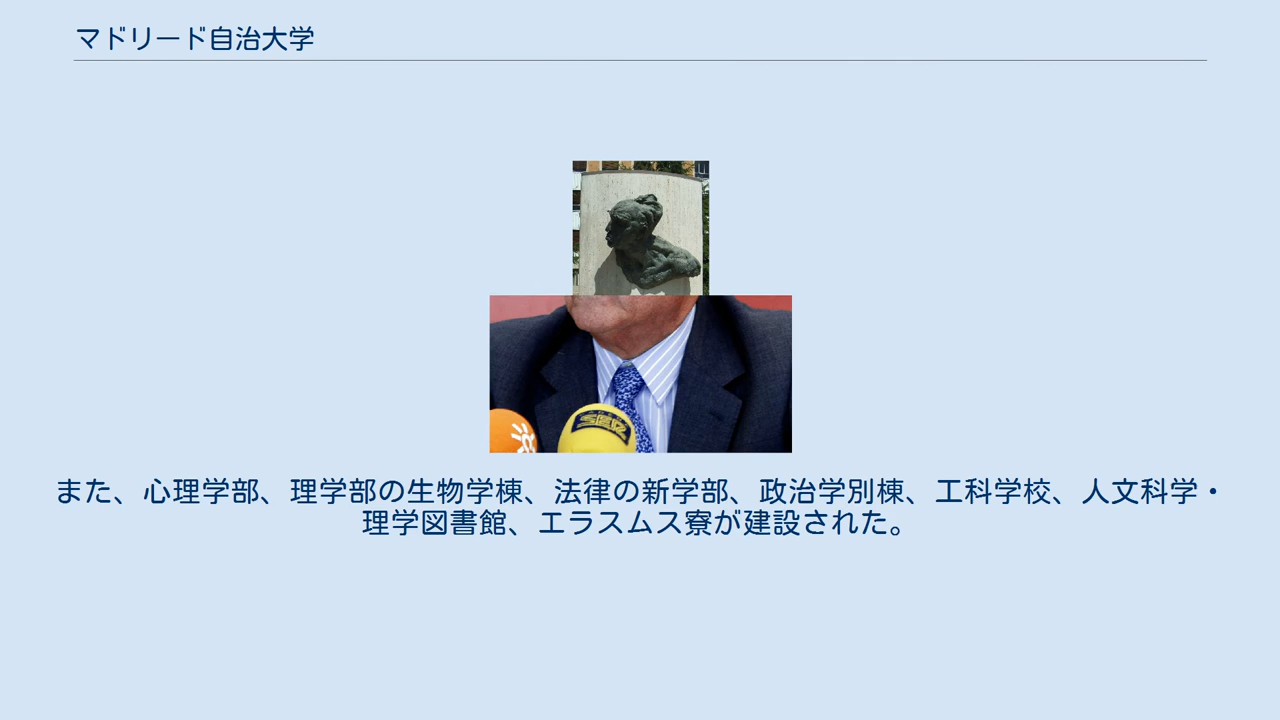 マドリード自治大学
SER
また、心理学部、理学部の生物学棟、法律の新学部、政治学別棟、工科学校、人文科学・
理学図書館、エラスムス寮が建設された。